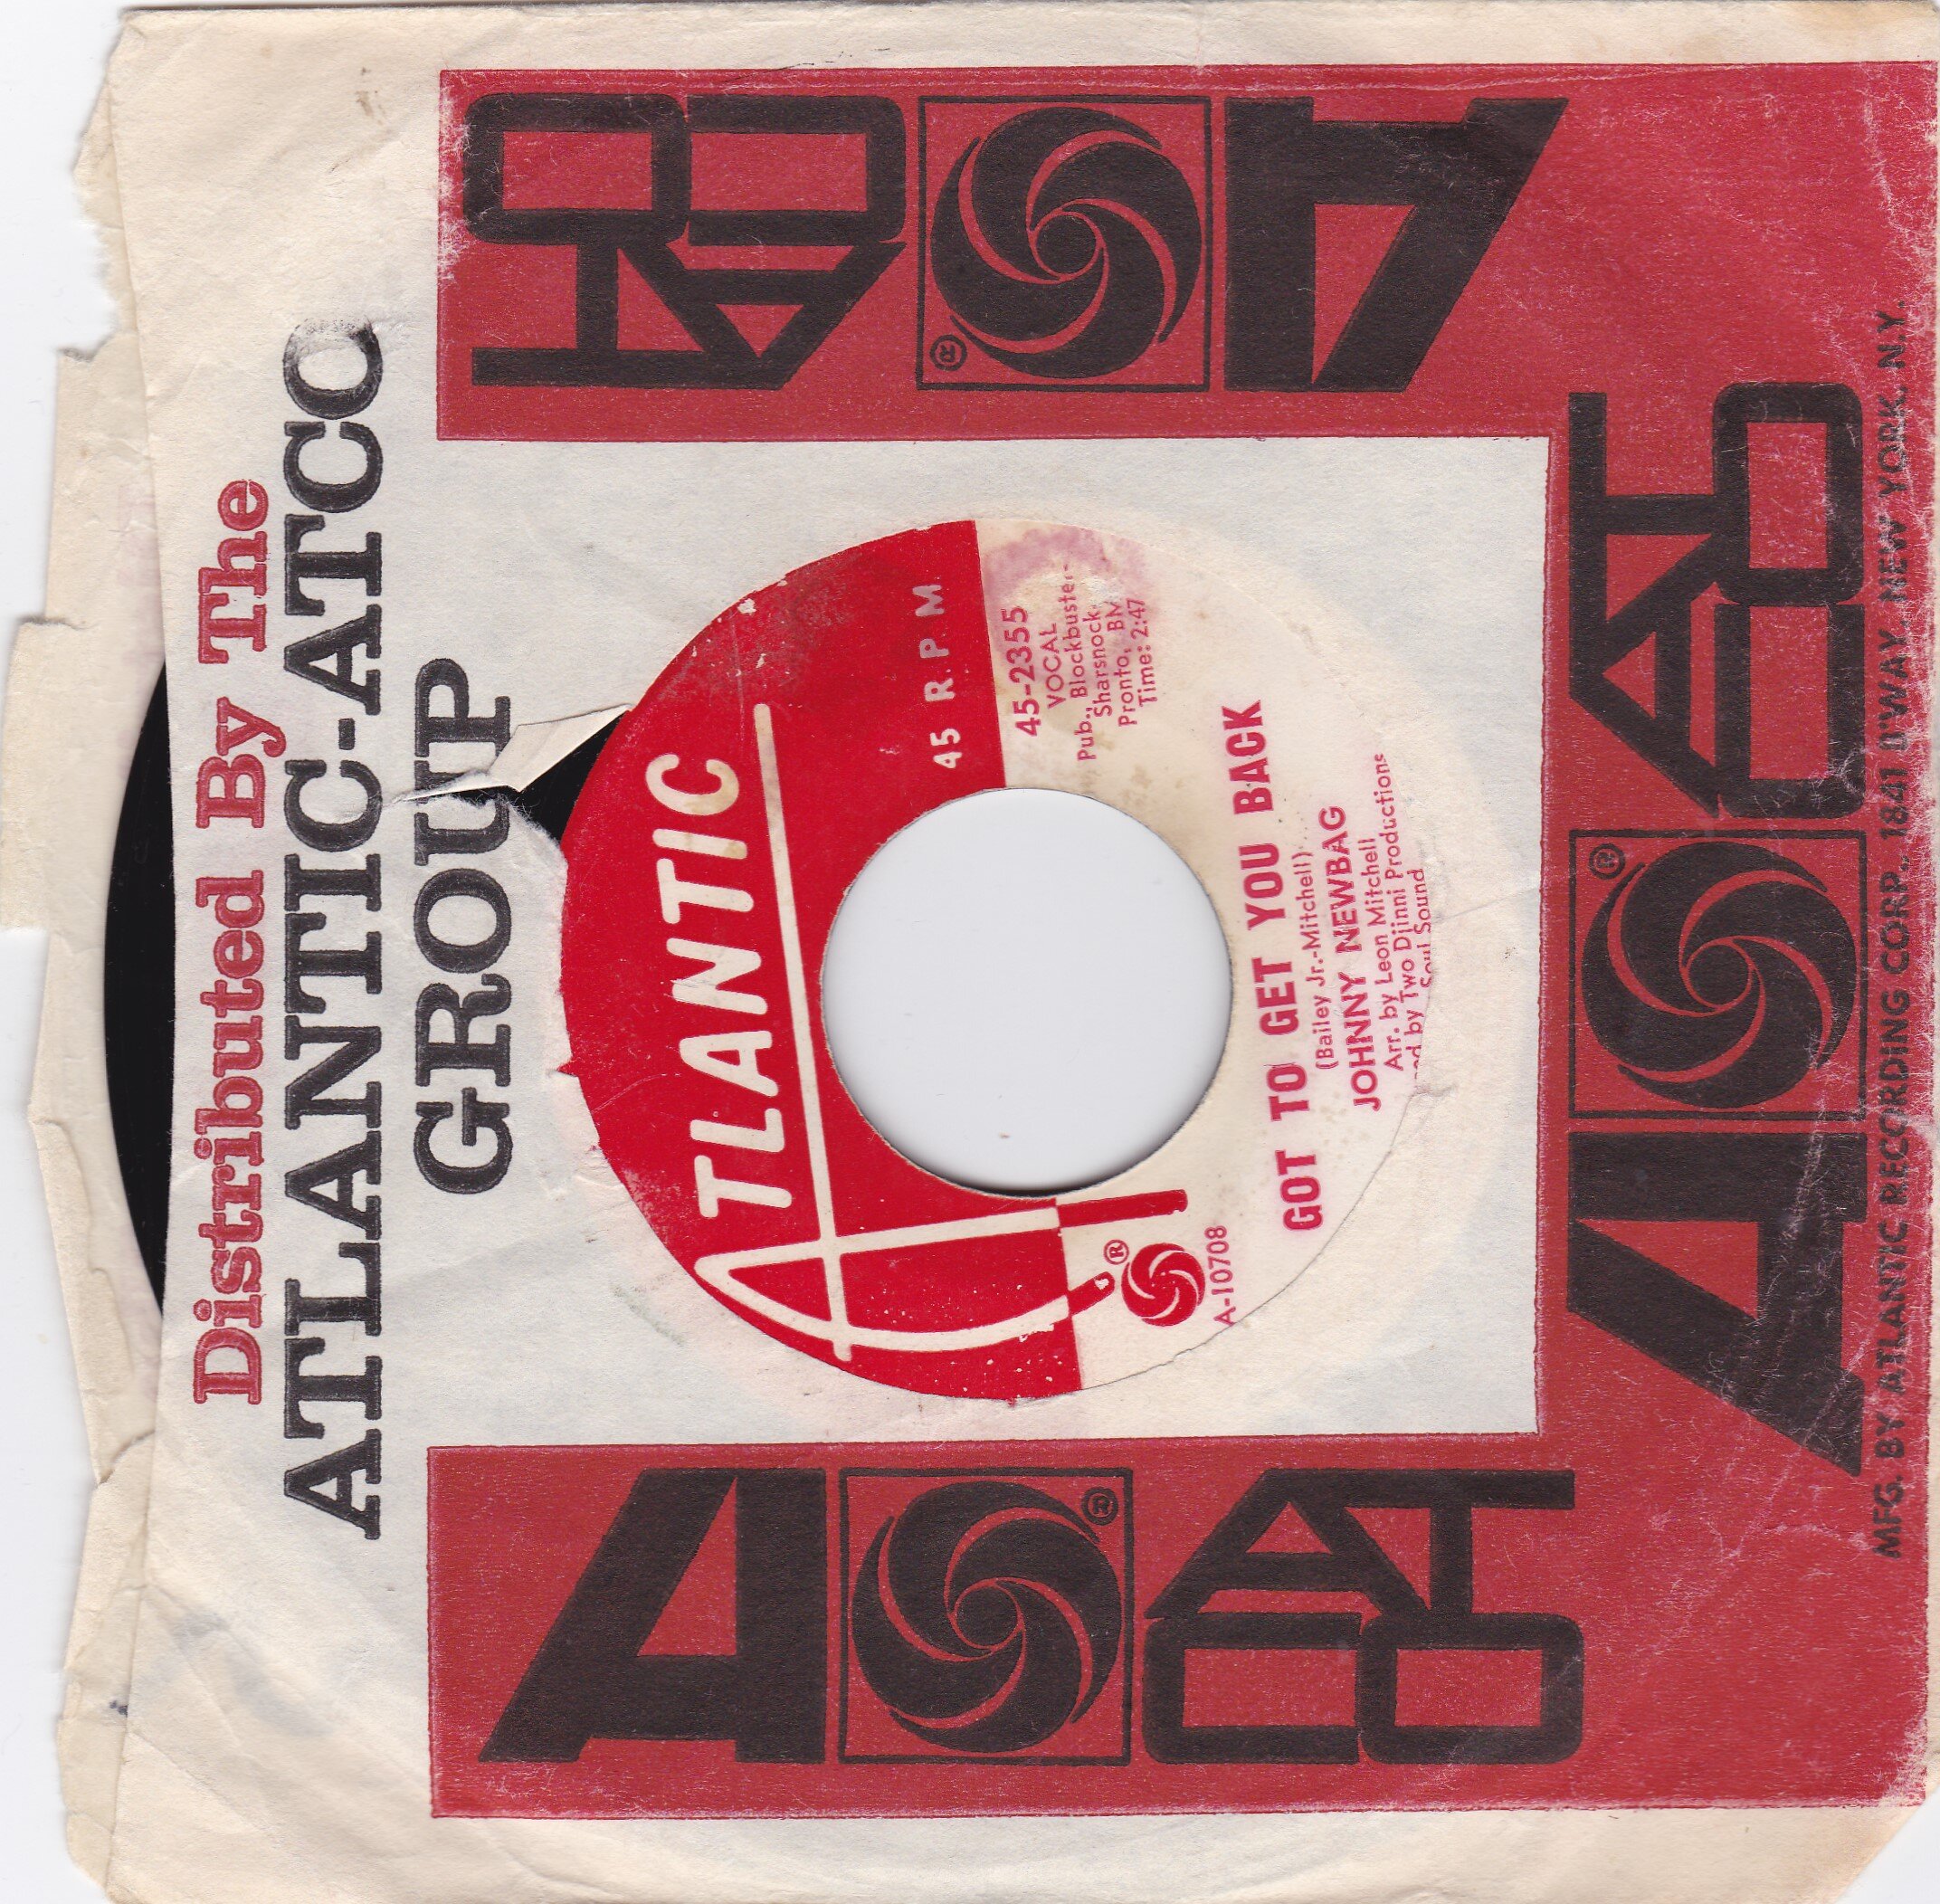 Distributed By The
ATLANTIC-ATCO
GROUP
ATLANTIC
45 R.P.M.
45-2355
VOCAL
Pub., Blockbuster-
Sharsnock-
Pronto, BM
Time: 2:47
A-10708
®
GOT TO GET YOU BACK
(Bailey Jr.-Mitchell)
JOHNNY NEWBAG
Arr. by Leon Mitchell
by Two Djinni Productions
Soul Sound
A ® ATCO
A ® ATCO
A ® ATCO
MFG. BY ATLANTIC RECORDING CORP., 1841 B'WAY, NEW YORK, N.Y.